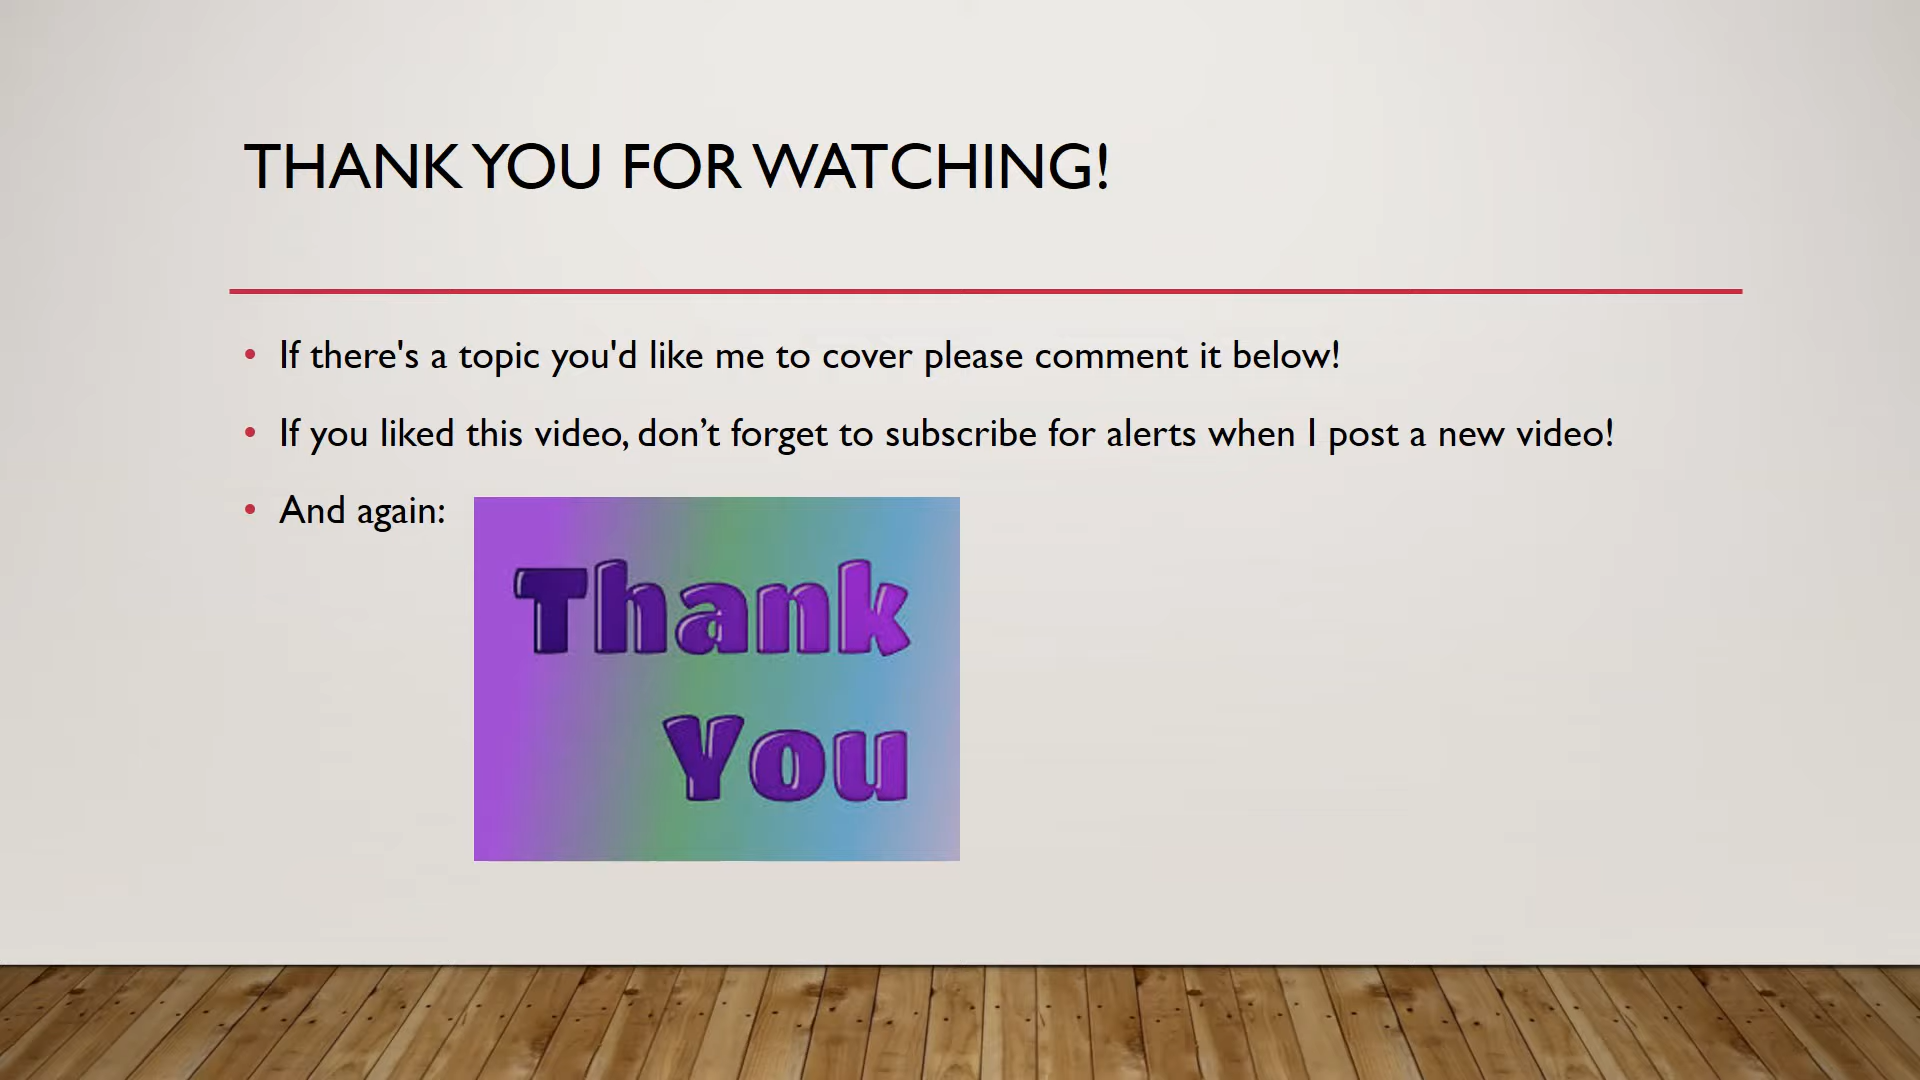 THANK YOU FOR WATCHING!
• If there's a topic you'd like me to cover please comment it below!
• If you liked this video, don’t forget to subscribe for alerts when I post a new video!
• And again:
Thank
You